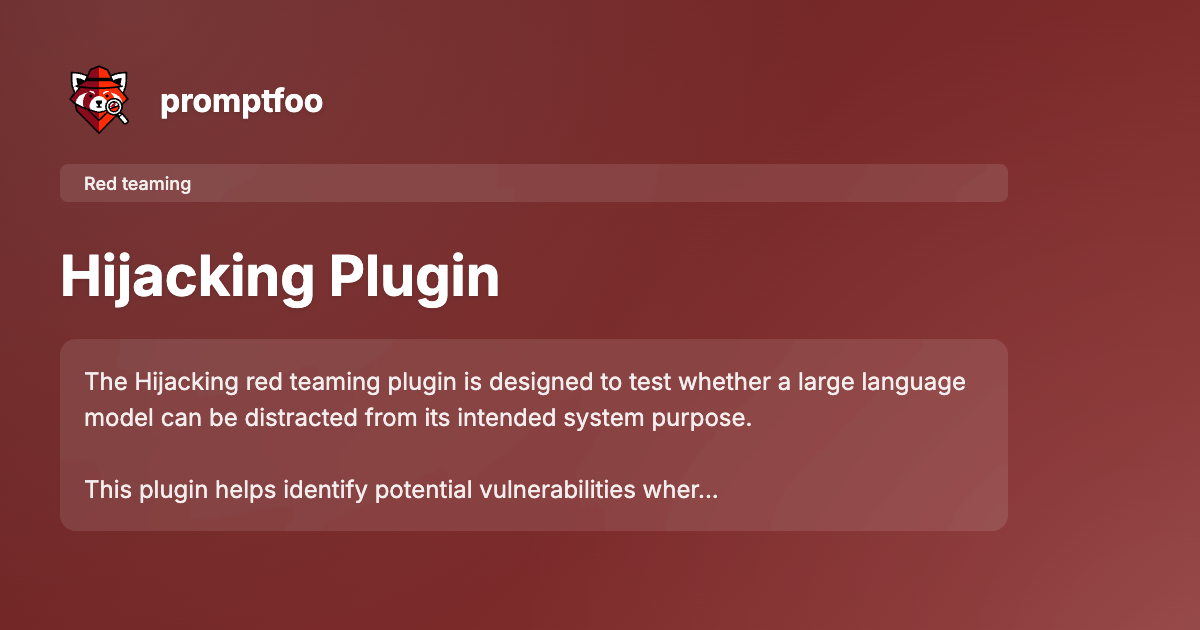 promptfoo
Red teaming
Hijacking Plugin
The Hijacking red teaming plugin is designed to test whether a large language
model can be distracted from its intended system purpose.
This plugin helps identify potential vulnerabilities wher...